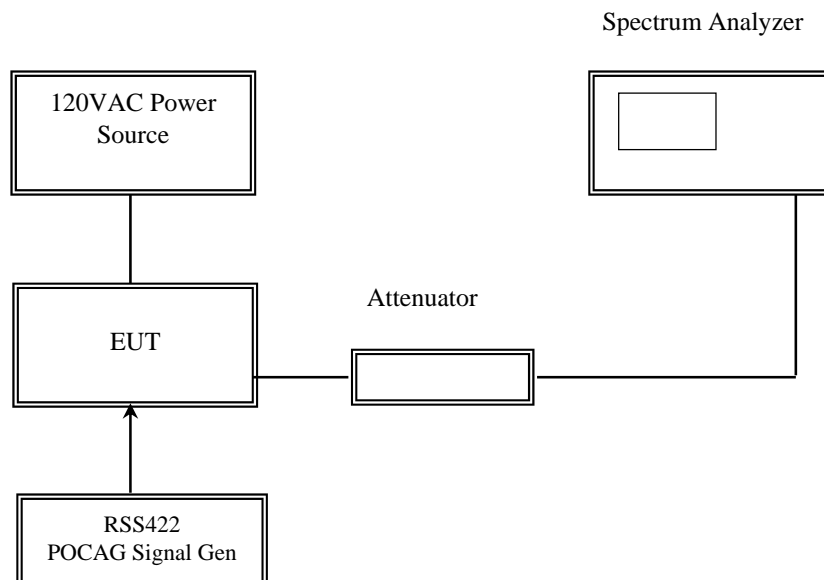 Spectrum Analyzer
120VAC Power
Source
Attenuator
EUT
RSS422
POCAG Signal Gen